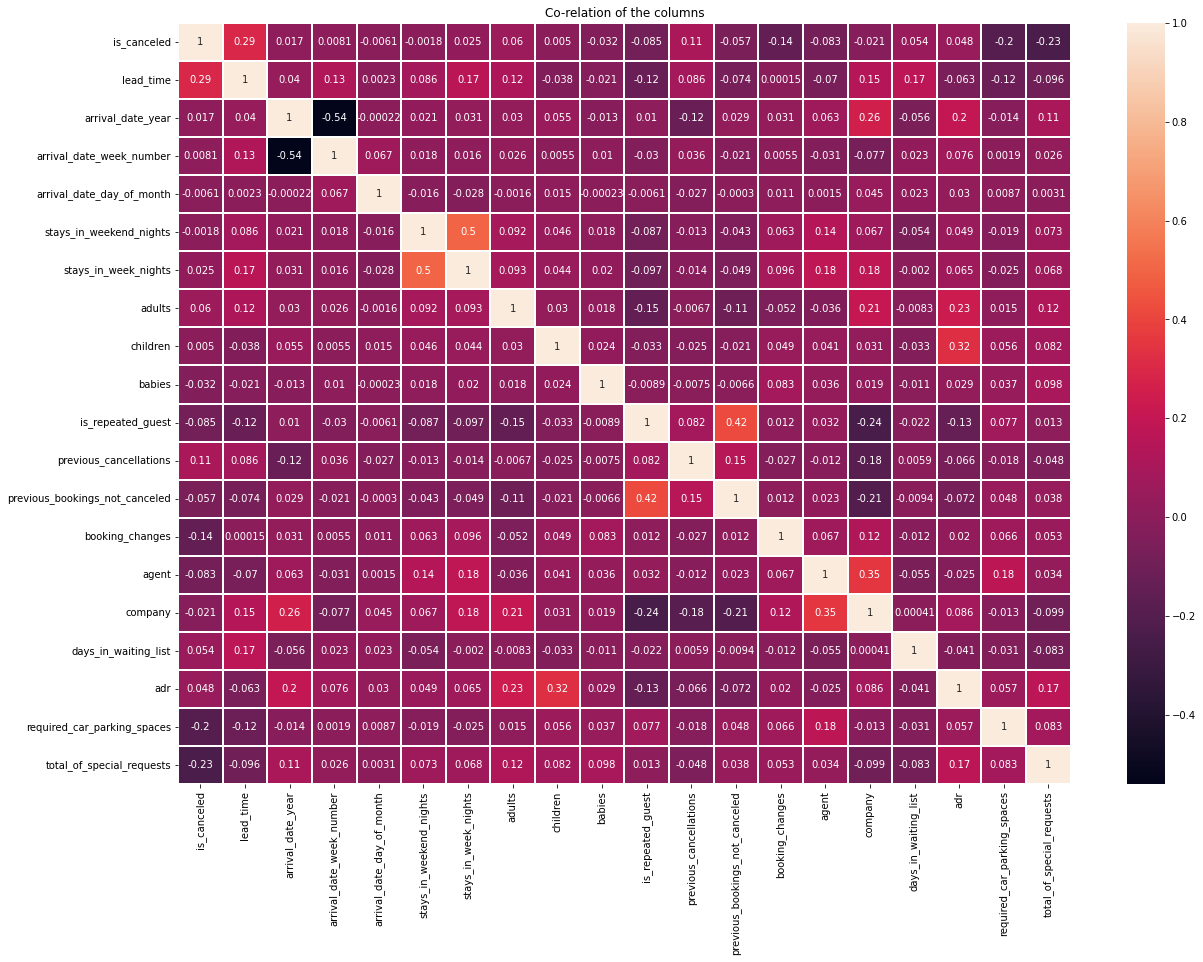 Co-relation of the columns
is_canceled 1 0.29 0.017 0.0081 -0.0061 -0.0018 0.025 0.06 0.005 -0.032 -0.085 0.11 -0.057 -0.14 -0.083 -0.021 0.054 0.048 -0.2 -0.23
lead_time 0.29 1 0.04 0.13 0.0023 0.086 0.17 0.12 -0.038 -0.021 -0.12 0.086 -0.074 0.00015 -0.07 0.15 0.17 -0.063 -0.12 -0.096
arrival_date_year 0.017 0.04 1 -0.54 -0.00022 0.021 0.031 0.03 0.055 -0.013 0.01 -0.12 0.029 0.031 0.063 0.26 -0.056 0.2 -0.014 0.11
arrival_date_week_number 0.0081 0.13 -0.54 1 0.067 0.018 0.016 0.026 0.0055 0.01 -0.03 0.036 -0.021 0.0055 -0.031 -0.077 0.023 0.076 0.0019 0.026
arrival_date_day_of_month -0.0061 0.0023 -0.00022 0.067 1 -0.016 -0.028 -0.0016 0.015 -0.00023 -0.0061 -0.027 -0.0003 0.011 0.0015 0.045 0.023 0.03 0.0087 0.0031
stays_in_weekend_nights -0.0018 0.086 0.021 0.018 -0.016 1 0.5 0.092 0.046 0.018 -0.087 -0.013 -0.043 0.063 0.14 0.067 -0.054 0.049 -0.019 0.073
stays_in_week_nights 0.025 0.17 0.031 0.016 -0.028 0.5 1 0.093 0.044 0.02 -0.097 -0.014 -0.049 0.096 0.18 0.18 -0.002 0.065 -0.025 0.068
adults 0.06 0.12 0.03 0.026 -0.0016 0.092 0.093 1 0.03 0.018 -0.15 -0.0067 -0.11 -0.052 -0.036 0.21 -0.0083 0.23 0.015 0.12
children 0.005 -0.038 0.055 0.0055 0.015 0.046 0.044 0.03 1 0.024 -0.033 -0.025 -0.021 0.049 0.041 0.031 -0.033 0.32 0.056 0.082
babies -0.032 -0.021 -0.013 0.01 -0.00023 0.018 0.02 0.018 0.024 1 -0.0089 -0.0075 -0.0066 0.083 0.036 0.019 -0.011 0.029 0.037 0.098
is_repeated_guest -0.085 -0.12 0.01 -0.03 -0.0061 -0.087 -0.097 -0.15 -0.033 -0.0089 1 0.082 0.42 0.012 0.032 -0.24 -0.022 -0.13 0.077 0.013
previous_cancellations 0.11 0.086 -0.12 0.036 -0.027 -0.013 -0.014 -0.0067 -0.025 -0.0075 0.082 1 0.15 -0.027 -0.012 -0.18 0.0059 -0.066 -0.018 -0.048
previous_bookings_not_canceled -0.057 -0.074 0.029 -0.021 -0.0003 -0.043 -0.049 -0.11 -0.021 -0.0066 0.42 0.15 1 0.012 0.023 -0.21 -0.0094 -0.072 0.048 0.038
booking_changes -0.14 0.00015 0.031 0.0055 0.011 0.063 0.096 -0.052 0.049 0.083 0.012 -0.027 0.012 1 0.067 0.12 -0.012 0.02 0.066 0.053
agent -0.083 -0.07 0.063 -0.031 0.0015 0.14 0.18 -0.036 0.041 0.036 0.032 -0.012 0.023 0.067 1 0.35 -0.055 -0.025 0.18 0.034
company -0.021 0.15 0.26 -0.077 0.045 0.067 0.18 0.21 0.031 0.019 -0.24 -0.18 -0.21 0.12 0.35 1 0.00041 0.086 -0.013 -0.099
days_in_waiting_list 0.054 0.17 -0.056 0.023 0.023 -0.054 -0.002 -0.0083 -0.033 -0.011 -0.022 0.0059 -0.0094 -0.012 -0.055 0.00041 1 -0.041 -0.031 -0.083
adr 0.048 -0.063 0.2 0.076 0.03 0.049 0.065 0.23 0.32 0.029 -0.13 -0.066 -0.072 0.02 -0.025 0.086 -0.041 1 0.057 0.17
required_car_parking_spaces -0.2 -0.12 -0.014 0.0019 0.0087 -0.019 -0.025 0.015 0.056 0.037 0.077 -0.018 0.048 0.066 0.18 -0.013 -0.031 0.057 1 0.083
total_of_special_requests -0.23 -0.096 0.11 0.026 0.0031 0.073 0.068 0.12 0.082 0.098 0.013 -0.048 0.038 0.053 0.034 -0.099 -0.083 0.17 0.083 1
is_canceled
lead_time
arrival_date_year
arrival_date_week_number
arrival_date_day_of_month
stays_in_weekend_nights
stays_in_week_nights
adults
children
babies
is_repeated_guest
previous_cancellations
previous_bookings_not_canceled
booking_changes
agent
company
days_in_waiting_list
adr
required_car_parking_spaces
total_of_special_requests
1.0
0.8
0.6
0.4
0.2
0.0
−0.2
−0.4